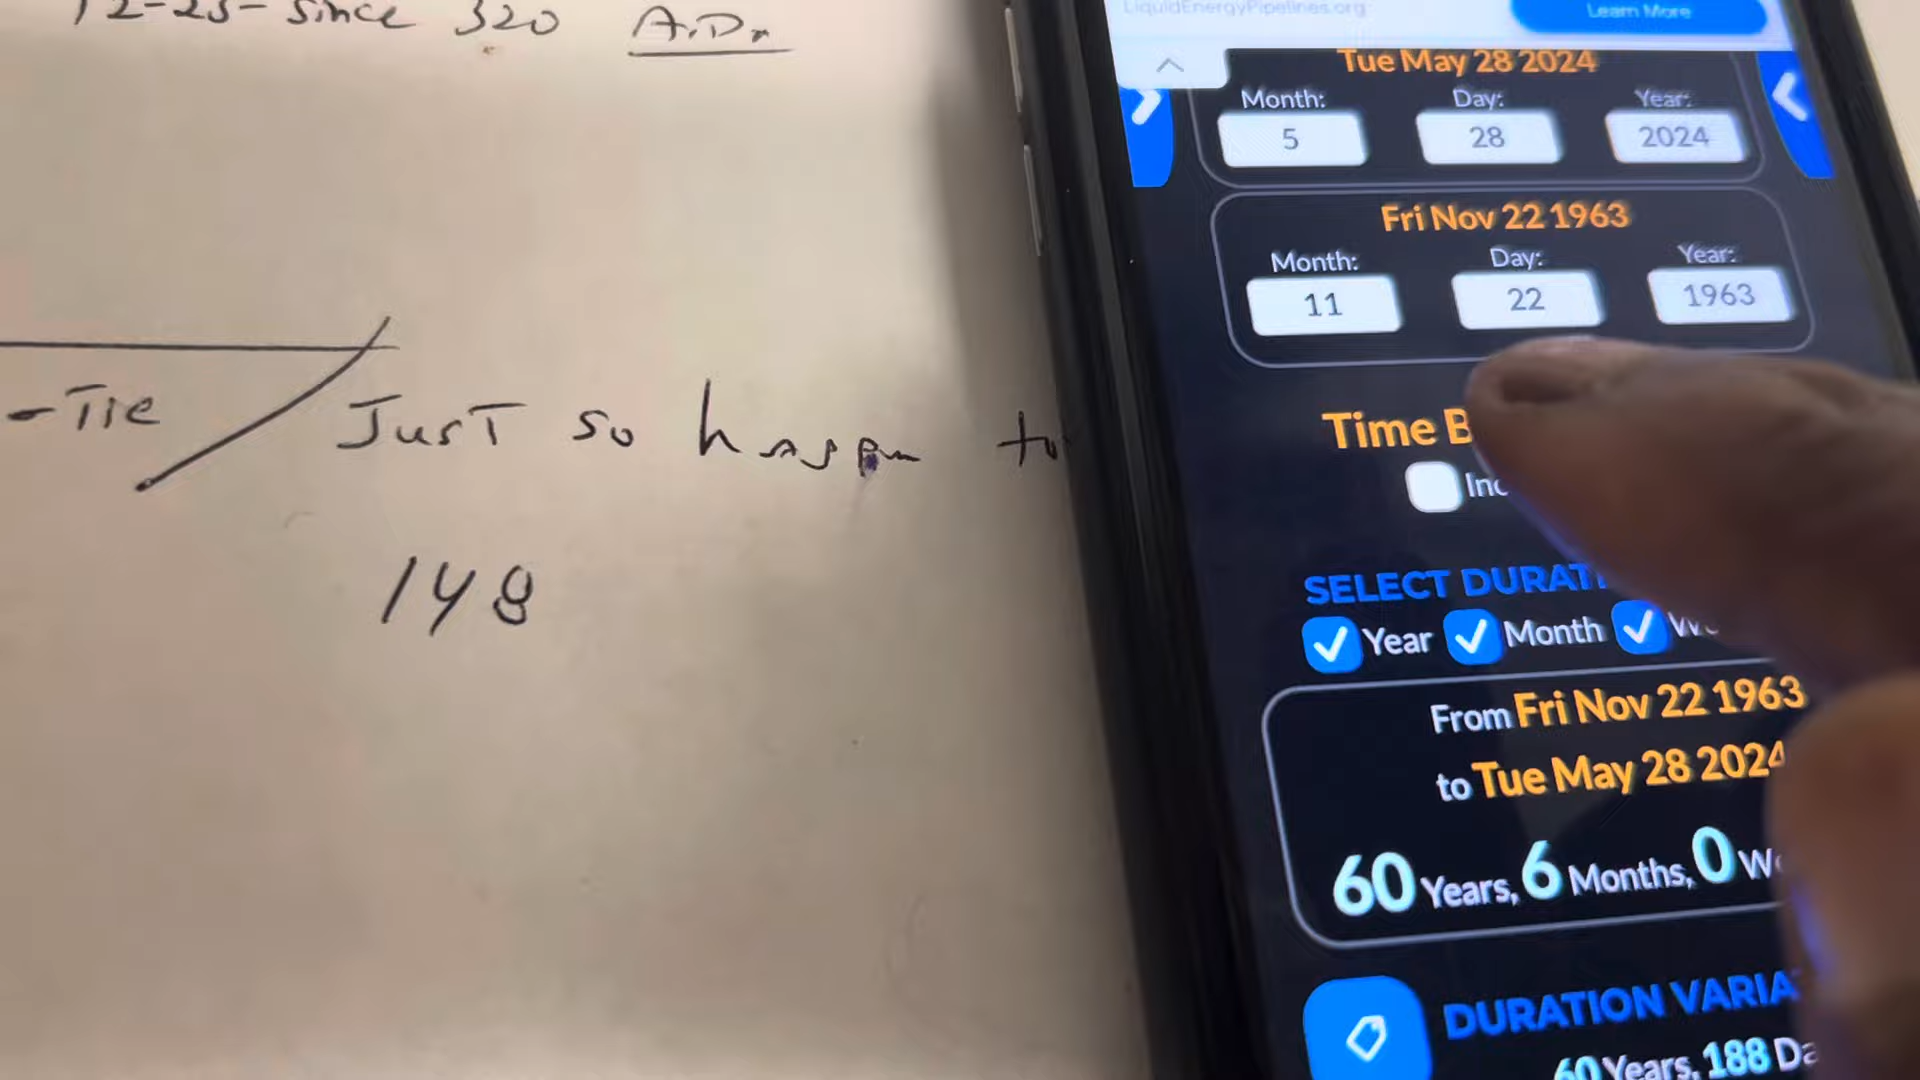 12-25- since 320 A.D.
-Tie
Just so happen to
148
LiquidEnergyPipelines.org
Learn More
Tue May 28 2024
Month: Day: Year:
5 28 2024
Fri Nov 22 1963
Month: Day: Year:
11 22 1963
Time B
Inc
SELECT DURATI
Year Month W
From Fri Nov 22 1963
to Tue May 28 2024
60 Years, 6 Months, 0 W
DURATION VARIA
60 Years, 188 Da